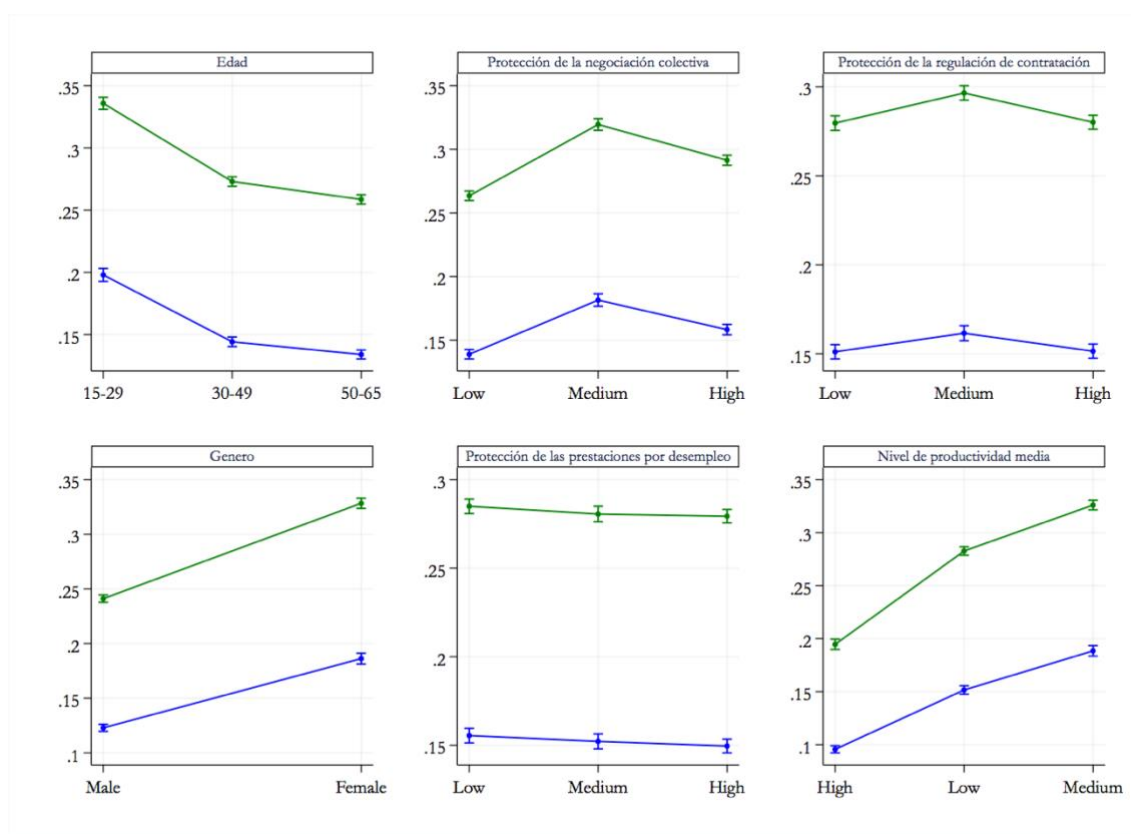 Edad
.35
.3
.25
.2
.15
15-29 30-49 50-65
Protección de la negociación colectiva
.35
.3
.25
.2
.15
Low Medium High
Protección de la regulación de contratación
.3
.25
.2
.15
Low Medium High
Genero
.35
.3
.25
.2
.15
.1
Male Female
Protección de las prestaciones por desempleo
.3
.25
.2
.15
Low Medium High
Nivel de productividad media
.35
.3
.25
.2
.15
.1
High Low Medium